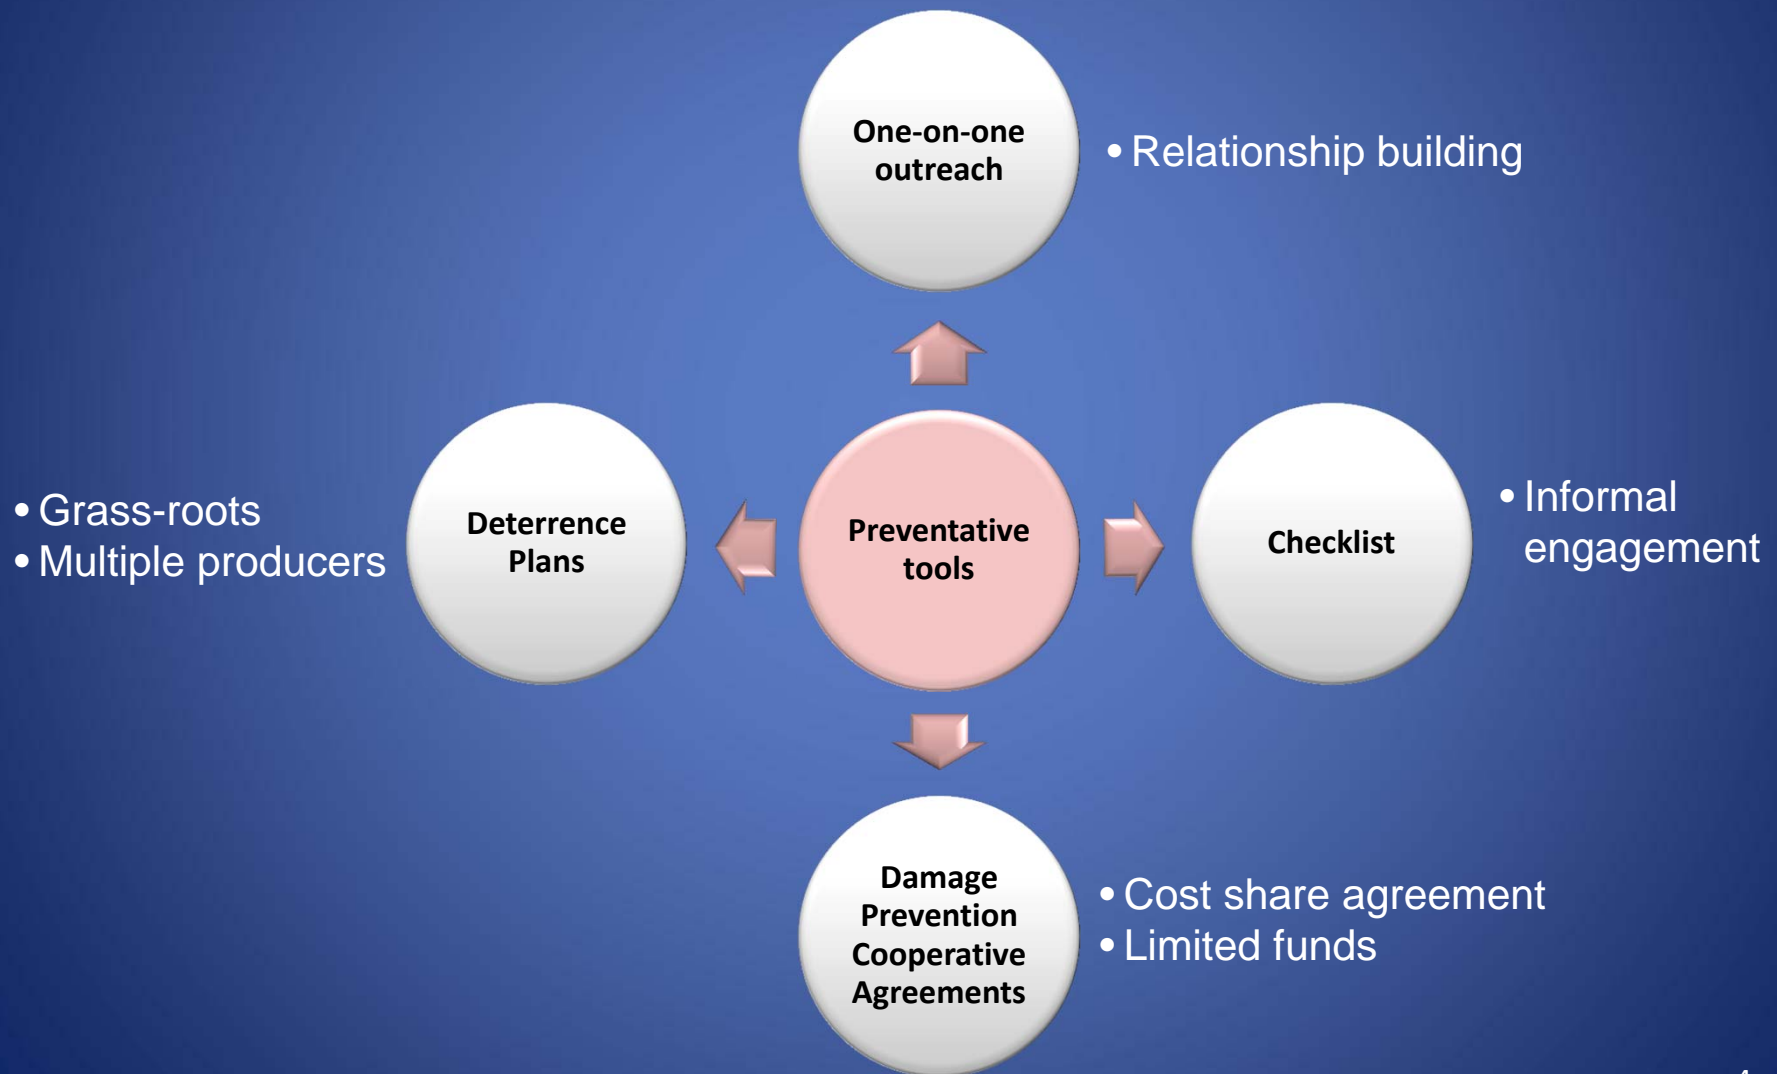 One-on-one
outreach
• Relationship building
• Grass-roots
• Multiple producers
Deterrence
Plans
Preventative
tools
Checklist
• Informal
engagement
Damage
Prevention
Cooperative
Agreements
• Cost share agreement
• Limited funds